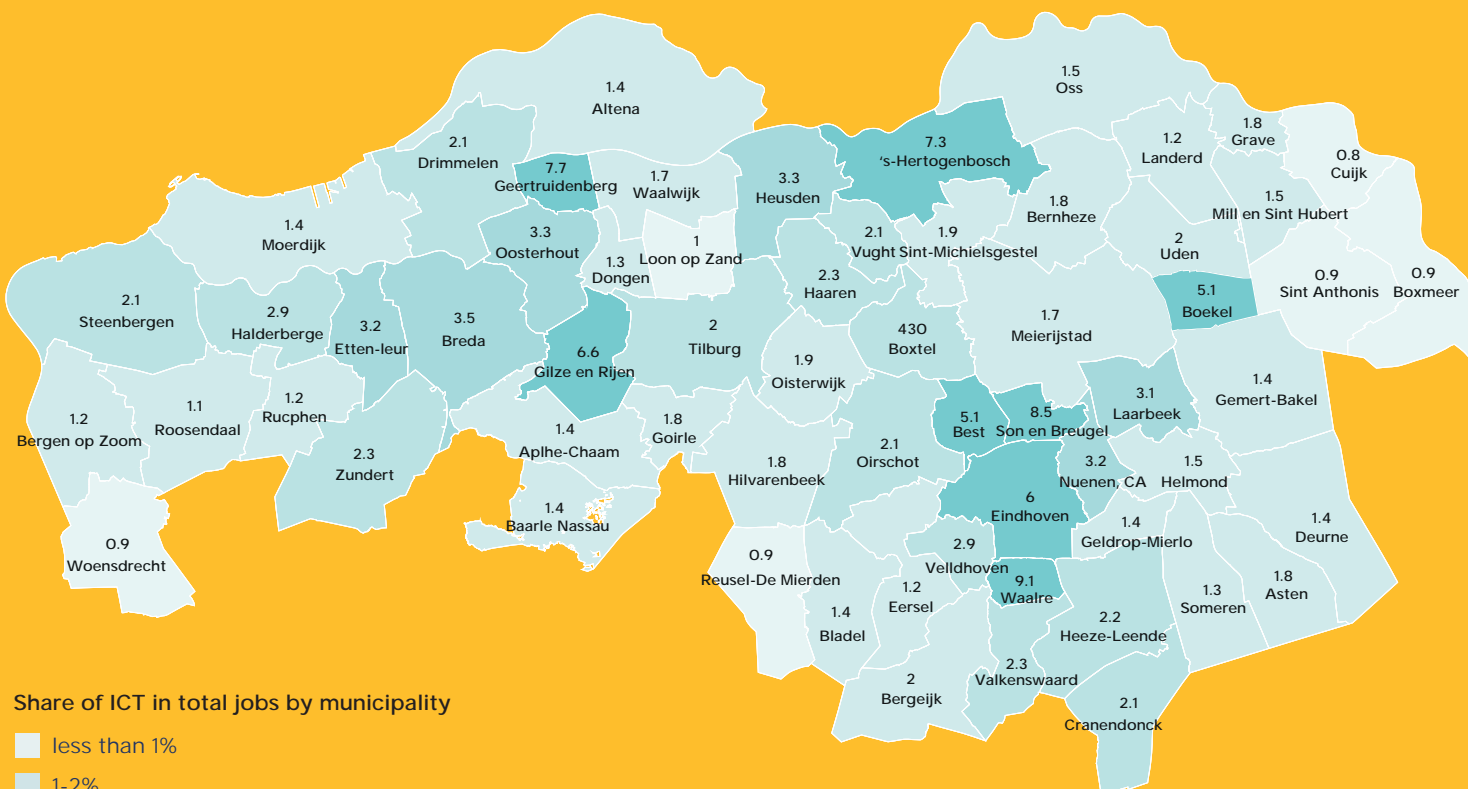 1.5
Oss
1.4
Altena
1.8
Grave
2.1
Drimmelen
7.3
‘s-Hertogenbosch
1.2
Landerd
0.8
Cuijk
7.7
Geertruidenberg
1.7
Waalwijk
3.3
Heusden
1.8
Bernheze
1.5
Mill en Sint Hubert
1.4
Moerdijk
3.3
Oosterhout
1
Loon op Zand
2.1
Vught
1.9
Sint-Michielsgestel
2
Uden
1.3
Dongen
2.3
Haaren
0.9
Sint Anthonis
0.9
Boxmeer
2.1
Steenbergen
2.9
Halderberge
3.2
Etten-leur
3.5
Breda
5.1
Boekel
2
Tilburg
430
Boxtel
1.7
Meierijstad
6.6
Gilze en Rijen
1.9
Oisterwijk
1.4
Gemert-Bakel
1.2
Bergen op Zoom
1.1
Roosendaal
1.2
Rucphen
3.1
Laarbeek
1.4
Aplhe-Chaam
1.8
Goirle
5.1
Best
8.5
Son en Breugel
2.3
Zundert
1.8
Hilvarenbeek
2.1
Oirschot
3.2
Nuenen, CA
1.5
Helmond
1.4
Baarle Nassau
6
Eindhoven
1.4
Geldrop-Mierlo
1.4
Deurne
0.9
Woensdrecht
0.9
Reusel-De Mierden
2.9
Velldhoven
1.2
Eersel
9.1
Waalre
1.3
Someren
1.8
Asten
1.4
Bladel
2.2
Heeze-Leende
2
Bergeijk
2.3
Valkenswaard
2.1
Cranendonck
Share of ICT in total jobs by municipality
less than 1%
1-2%